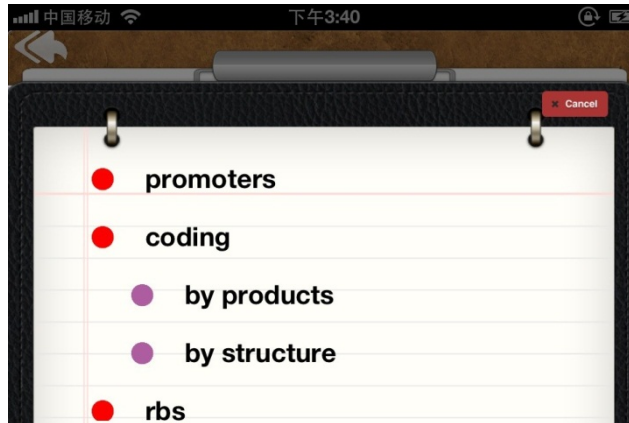 中国移动 下午3:40
Cancel
promoters
coding
by products
by structure
rbs